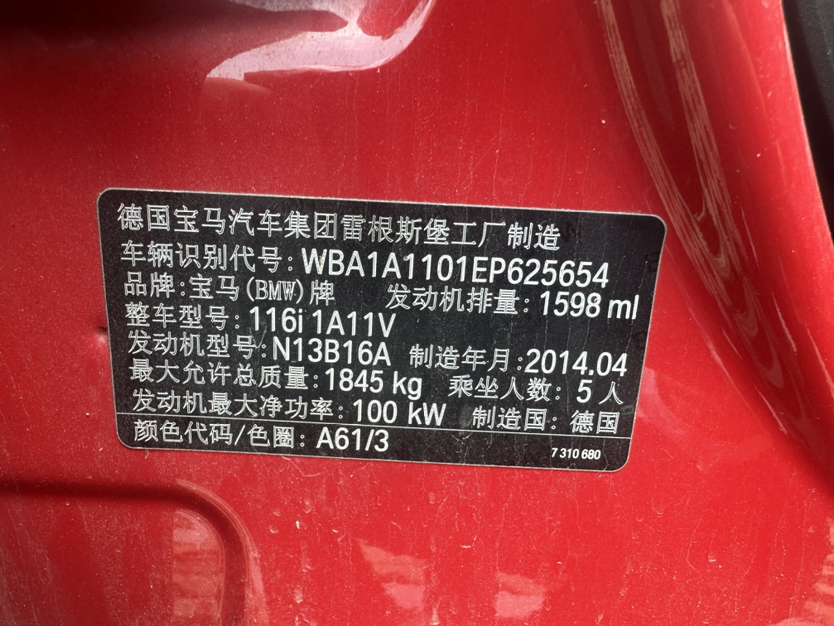 德国宝马汽车集团雷根斯堡工厂制造
车辆识别代号: WBA1A1101EP625654
品牌: 宝马(BMW)牌 发动机排量: 1598 ml
整车型号: 116i 1A11V
发动机型号: N13B16A 制造年月: 2014.04
最大允许总质量: 1845 kg 乘坐人数: 5 人
发动机最大净功率: 100 kW 制造国: 德国
颜色代码/色圈: A61/3
7 310 680